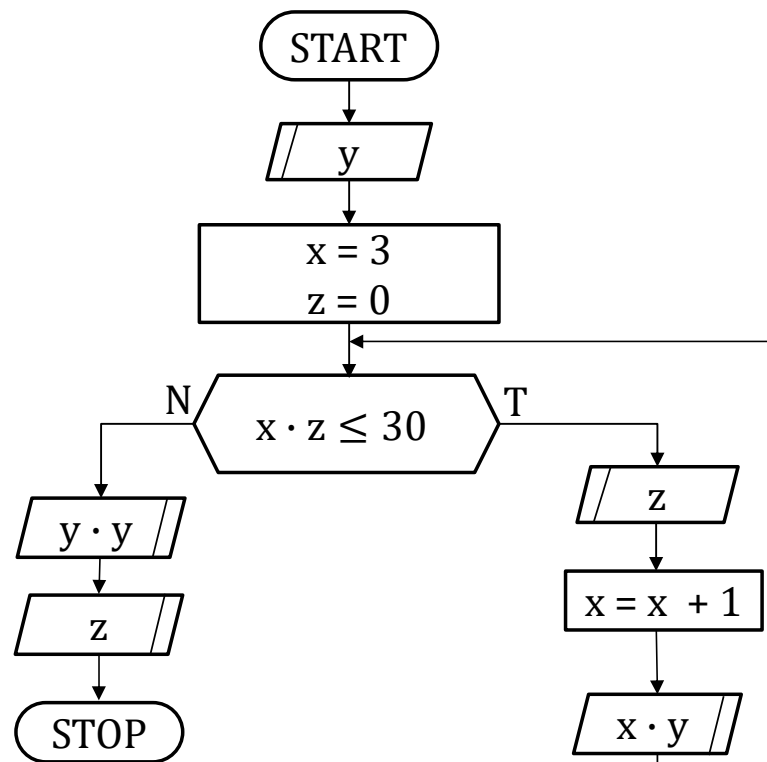 START
y
x = 3
z = 0
N
T
x · z ≤ 30
y · y
z
x = x + 1
z
x · y
STOP